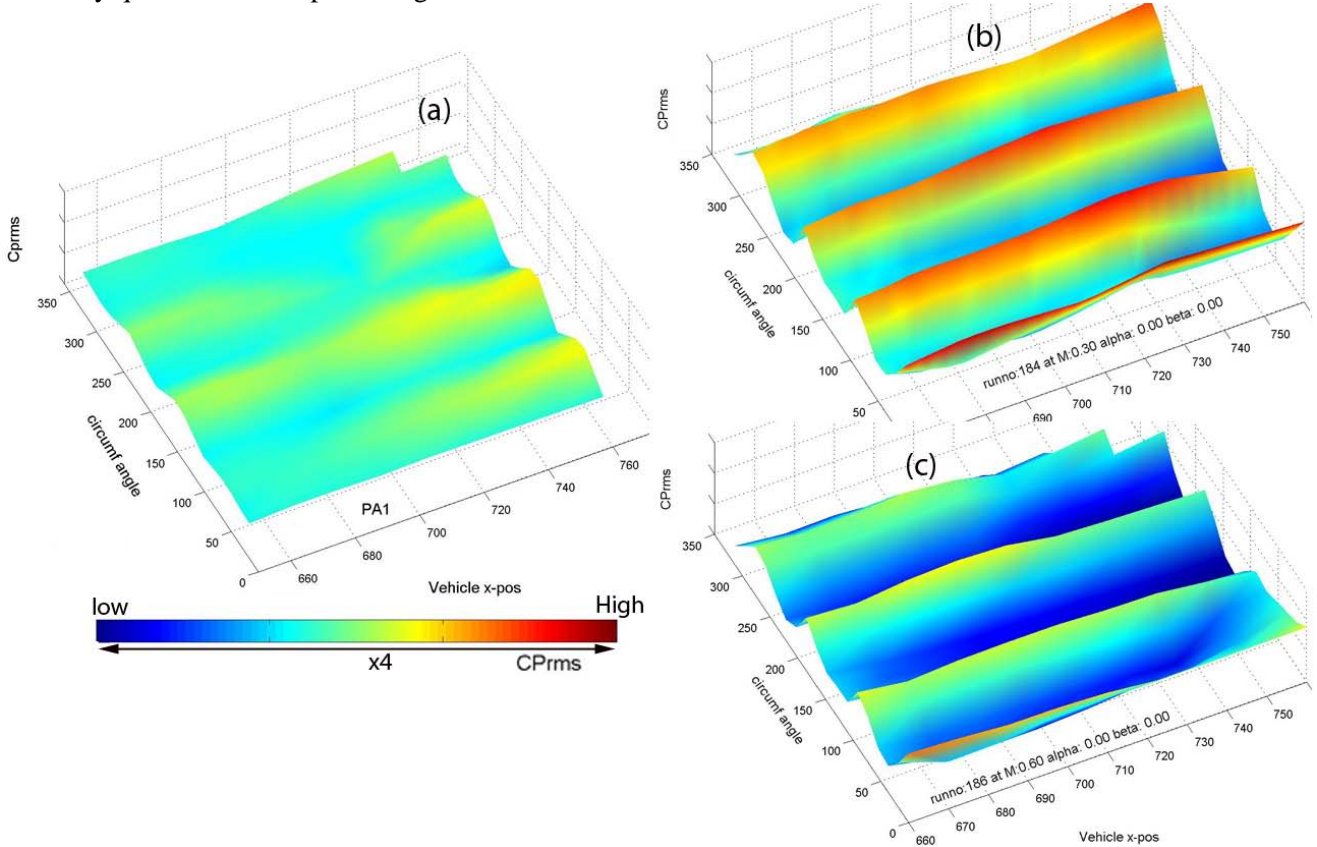 (a)
Cprms
350
300
250
200
150
100
50
0
circumf angle
PA1
660
680
700
720
740
760
Vehicle x-pos
low
High
x4
CPrms
(b)
CPrms
350
300
250
200
150
100
50
circumf angle
runno:184 at M:0.30 alpha: 0.00 beta: 0.00
690
700
710
720
730
740
750
(c)
CPrms
350
300
250
200
150
100
50
0
circumf angle
runno:186 at M:0.60 alpha: 0.00 beta: 0.00
660
670
680
690
700
710
720
730
740
750
Vehicle x-pos